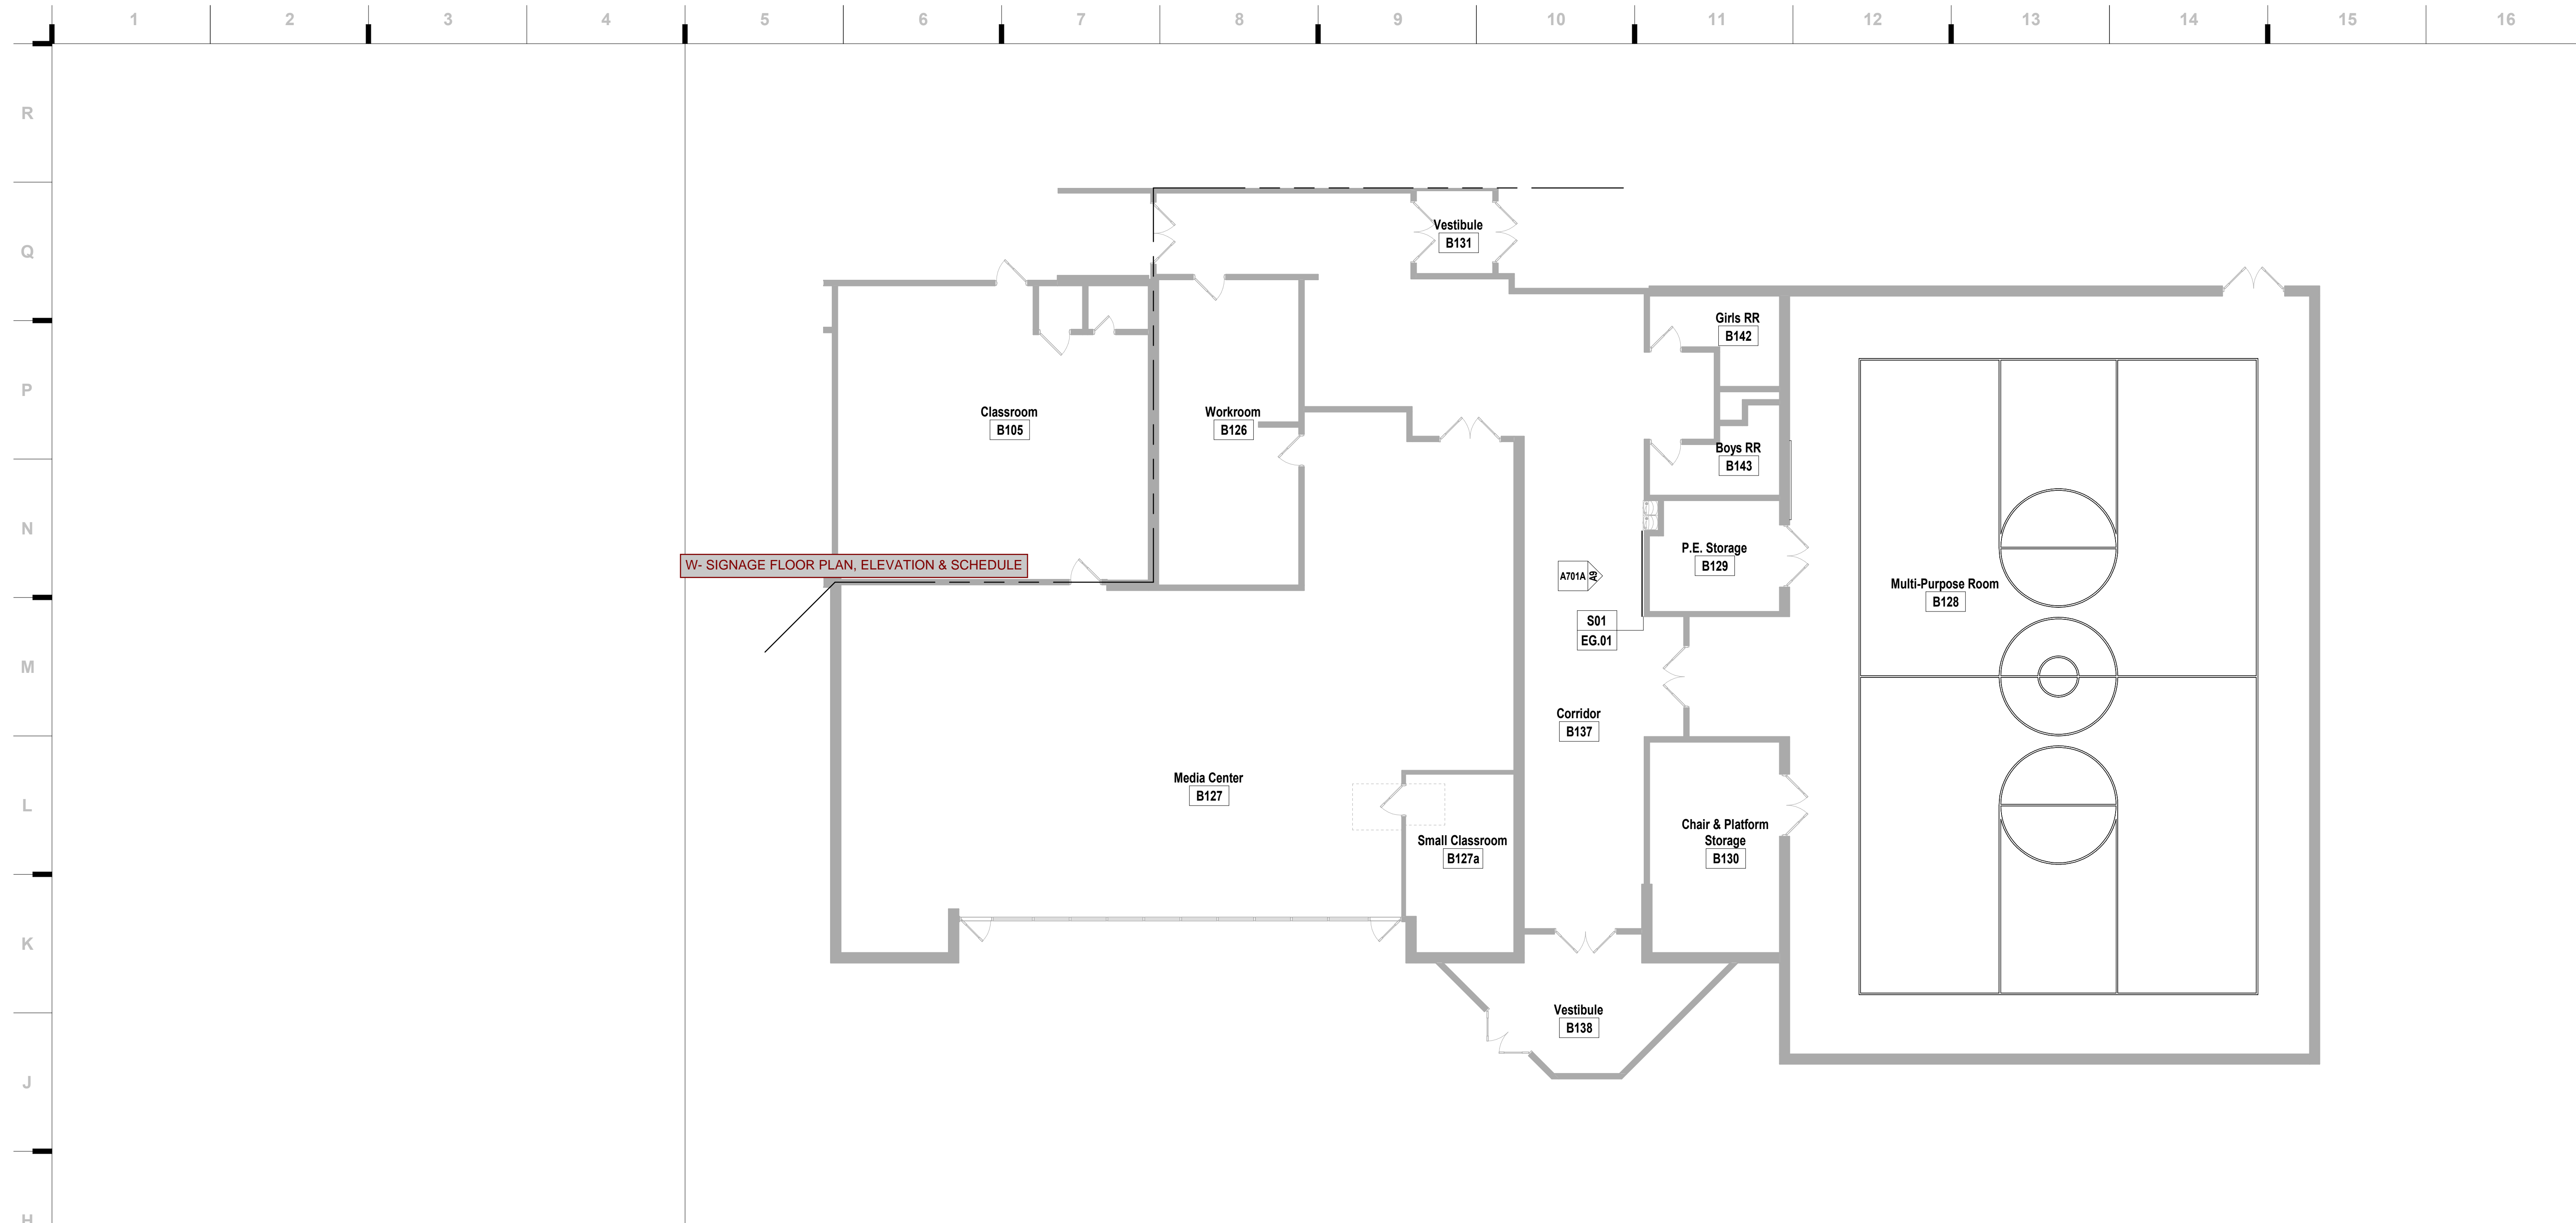 1 2 3 4 5 6 7 8 9 10 11 12 13 14 15 16
R
Q
P
N
M
L
K
J
H
Vestibule
B131
Girls RR
B142
Classroom
B105
Workroom
B126
Boys RR
B143
P.E. Storage
B129
W- SIGNAGE FLOOR PLAN, ELEVATION & SCHEDULE
A701A
A9
Multi-Purpose Room
B128
S01
EG.01
Corridor
B137
Media Center
B127
Chair & Platform
Storage
B130
Small Classroom
B127a
Vestibule
B138